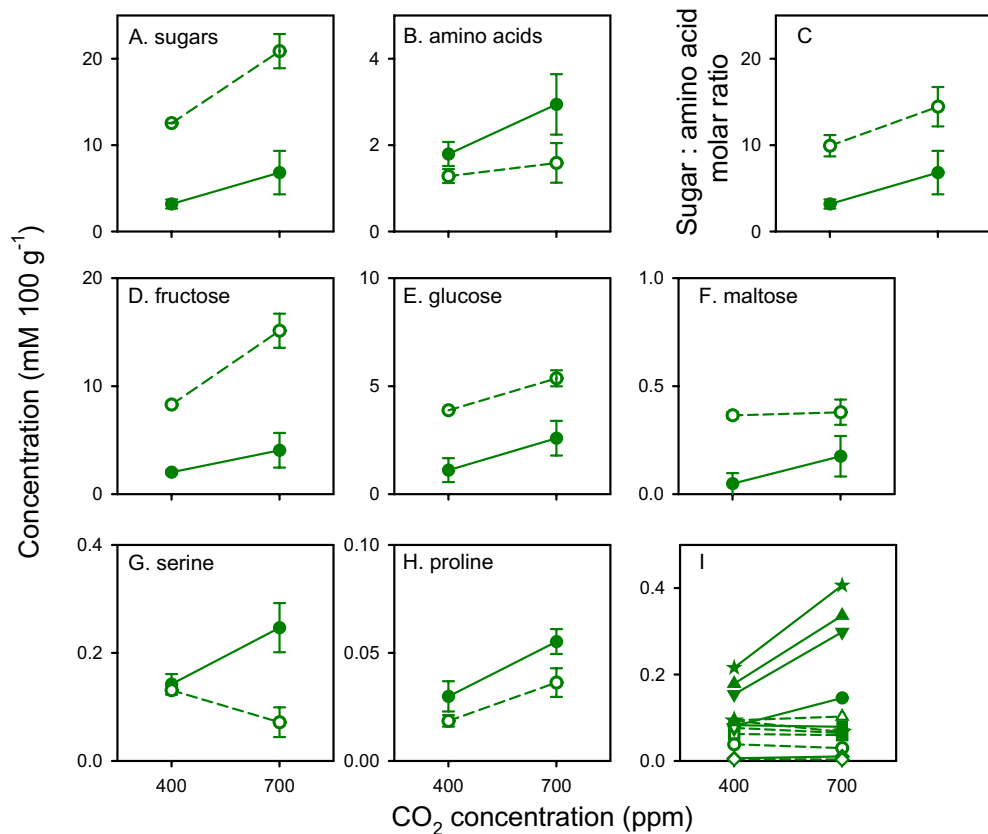 A. sugars
B. amino acids
C
20
10
0
4
2
0
20
10
0
Sugar : amino acid
molar ratio
400
700
D. fructose
E. glucose
F. maltose
20
10
0
10
5
0
1.0
0.5
0.0
Concentration (mM 100 g⁻¹)
G. serine
H. proline
I
0.4
0.2
0.0
0.10
0.05
0.00
0.4
0.2
0.0
400
700
400
700
400
700
CO₂ concentration (ppm)